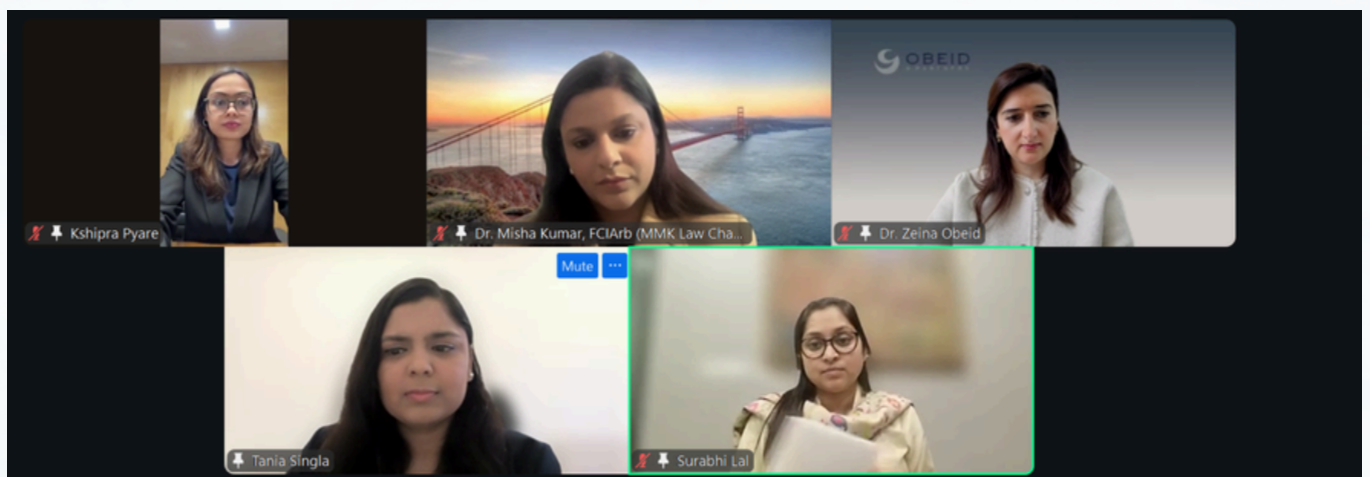 OBEID
Kshipra Pyare
Dr. Misha Kumar, FCIArb (MMK Law Cha...
Dr. Zeina Obeid
Mute
...
Tania Singla
Surabhi Lal